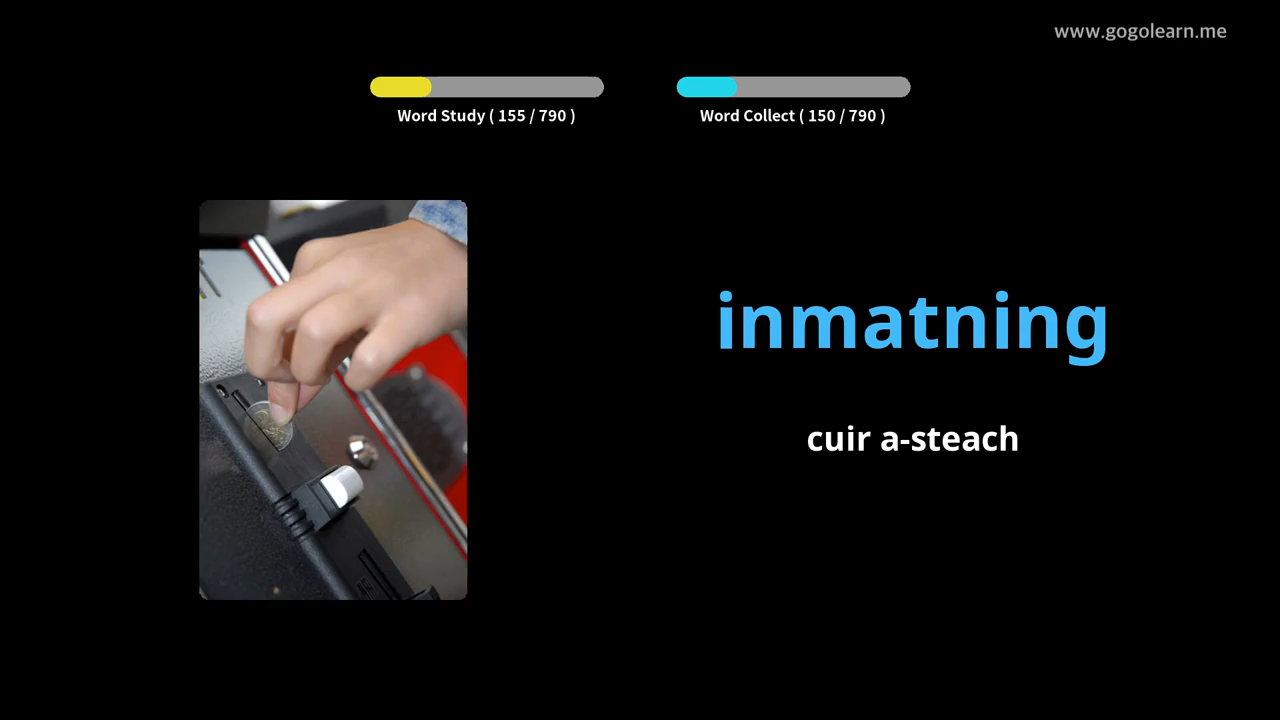 www.gogolearn.me
Word Study ( 155 / 790 )
Word Collect ( 150 / 790 )
inmatning
cuir a-steach